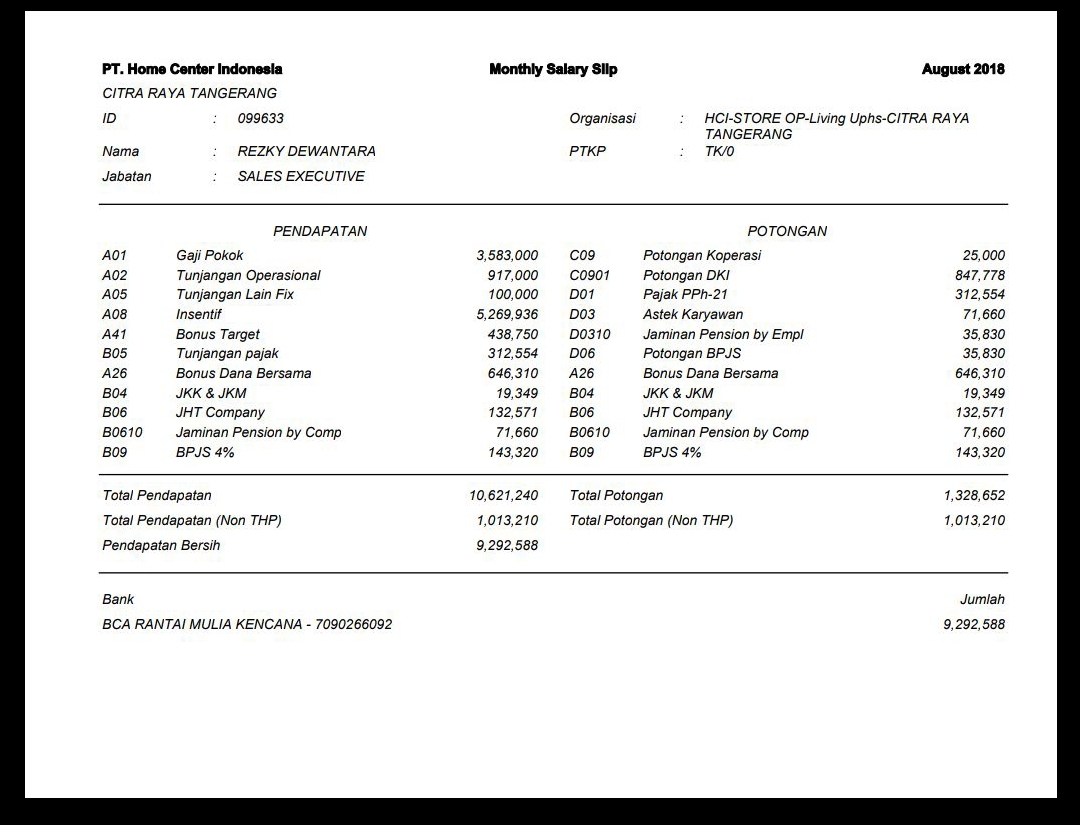 PT. Home Center Indonesia Monthly Salary Slip August 2018
CITRA RAYA TANGERANG
ID : 099633 Organisasi : HCI-STORE OP-Living Uphs-CITRA RAYA
TANGERANG
Nama : REZKY DEWANTARA PTKP : TK/0
Jabatan : SALES EXECUTIVE
PENDAPATAN POTONGAN
A01 Gaji Pokok 3,583,000 C09 Potongan Koperasi 25,000
A02 Tunjangan Operasional 917,000 C0901 Potongan DKI 847,778
A05 Tunjangan Lain Fix 100,000 D01 Pajak PPh-21 312,554
A08 Insentif 5,269,936 D03 Astek Karyawan 71,660
A41 Bonus Target 438,750 D0310 Jaminan Pension by Empl 35,830
B05 Tunjangan pajak 312,554 D06 Potongan BPJS 35,830
A26 Bonus Dana Bersama 646,310 A26 Bonus Dana Bersama 646,310
B04 JKK & JKM 19,349 B04 JKK & JKM 19,349
B06 JHT Company 132,571 B06 JHT Company 132,571
B0610 Jaminan Pension by Comp 71,660 B0610 Jaminan Pension by Comp 71,660
B09 BPJS 4% 143,320 B09 BPJS 4% 143,320
Total Pendapatan 10,621,240 Total Potongan 1,328,652
Total Pendapatan (Non THP) 1,013,210 Total Potongan (Non THP) 1,013,210
Pendapatan Bersih 9,292,588
Bank Jumlah
BCA RANTAI MULIA KENCANA - 7090266092 9,292,588